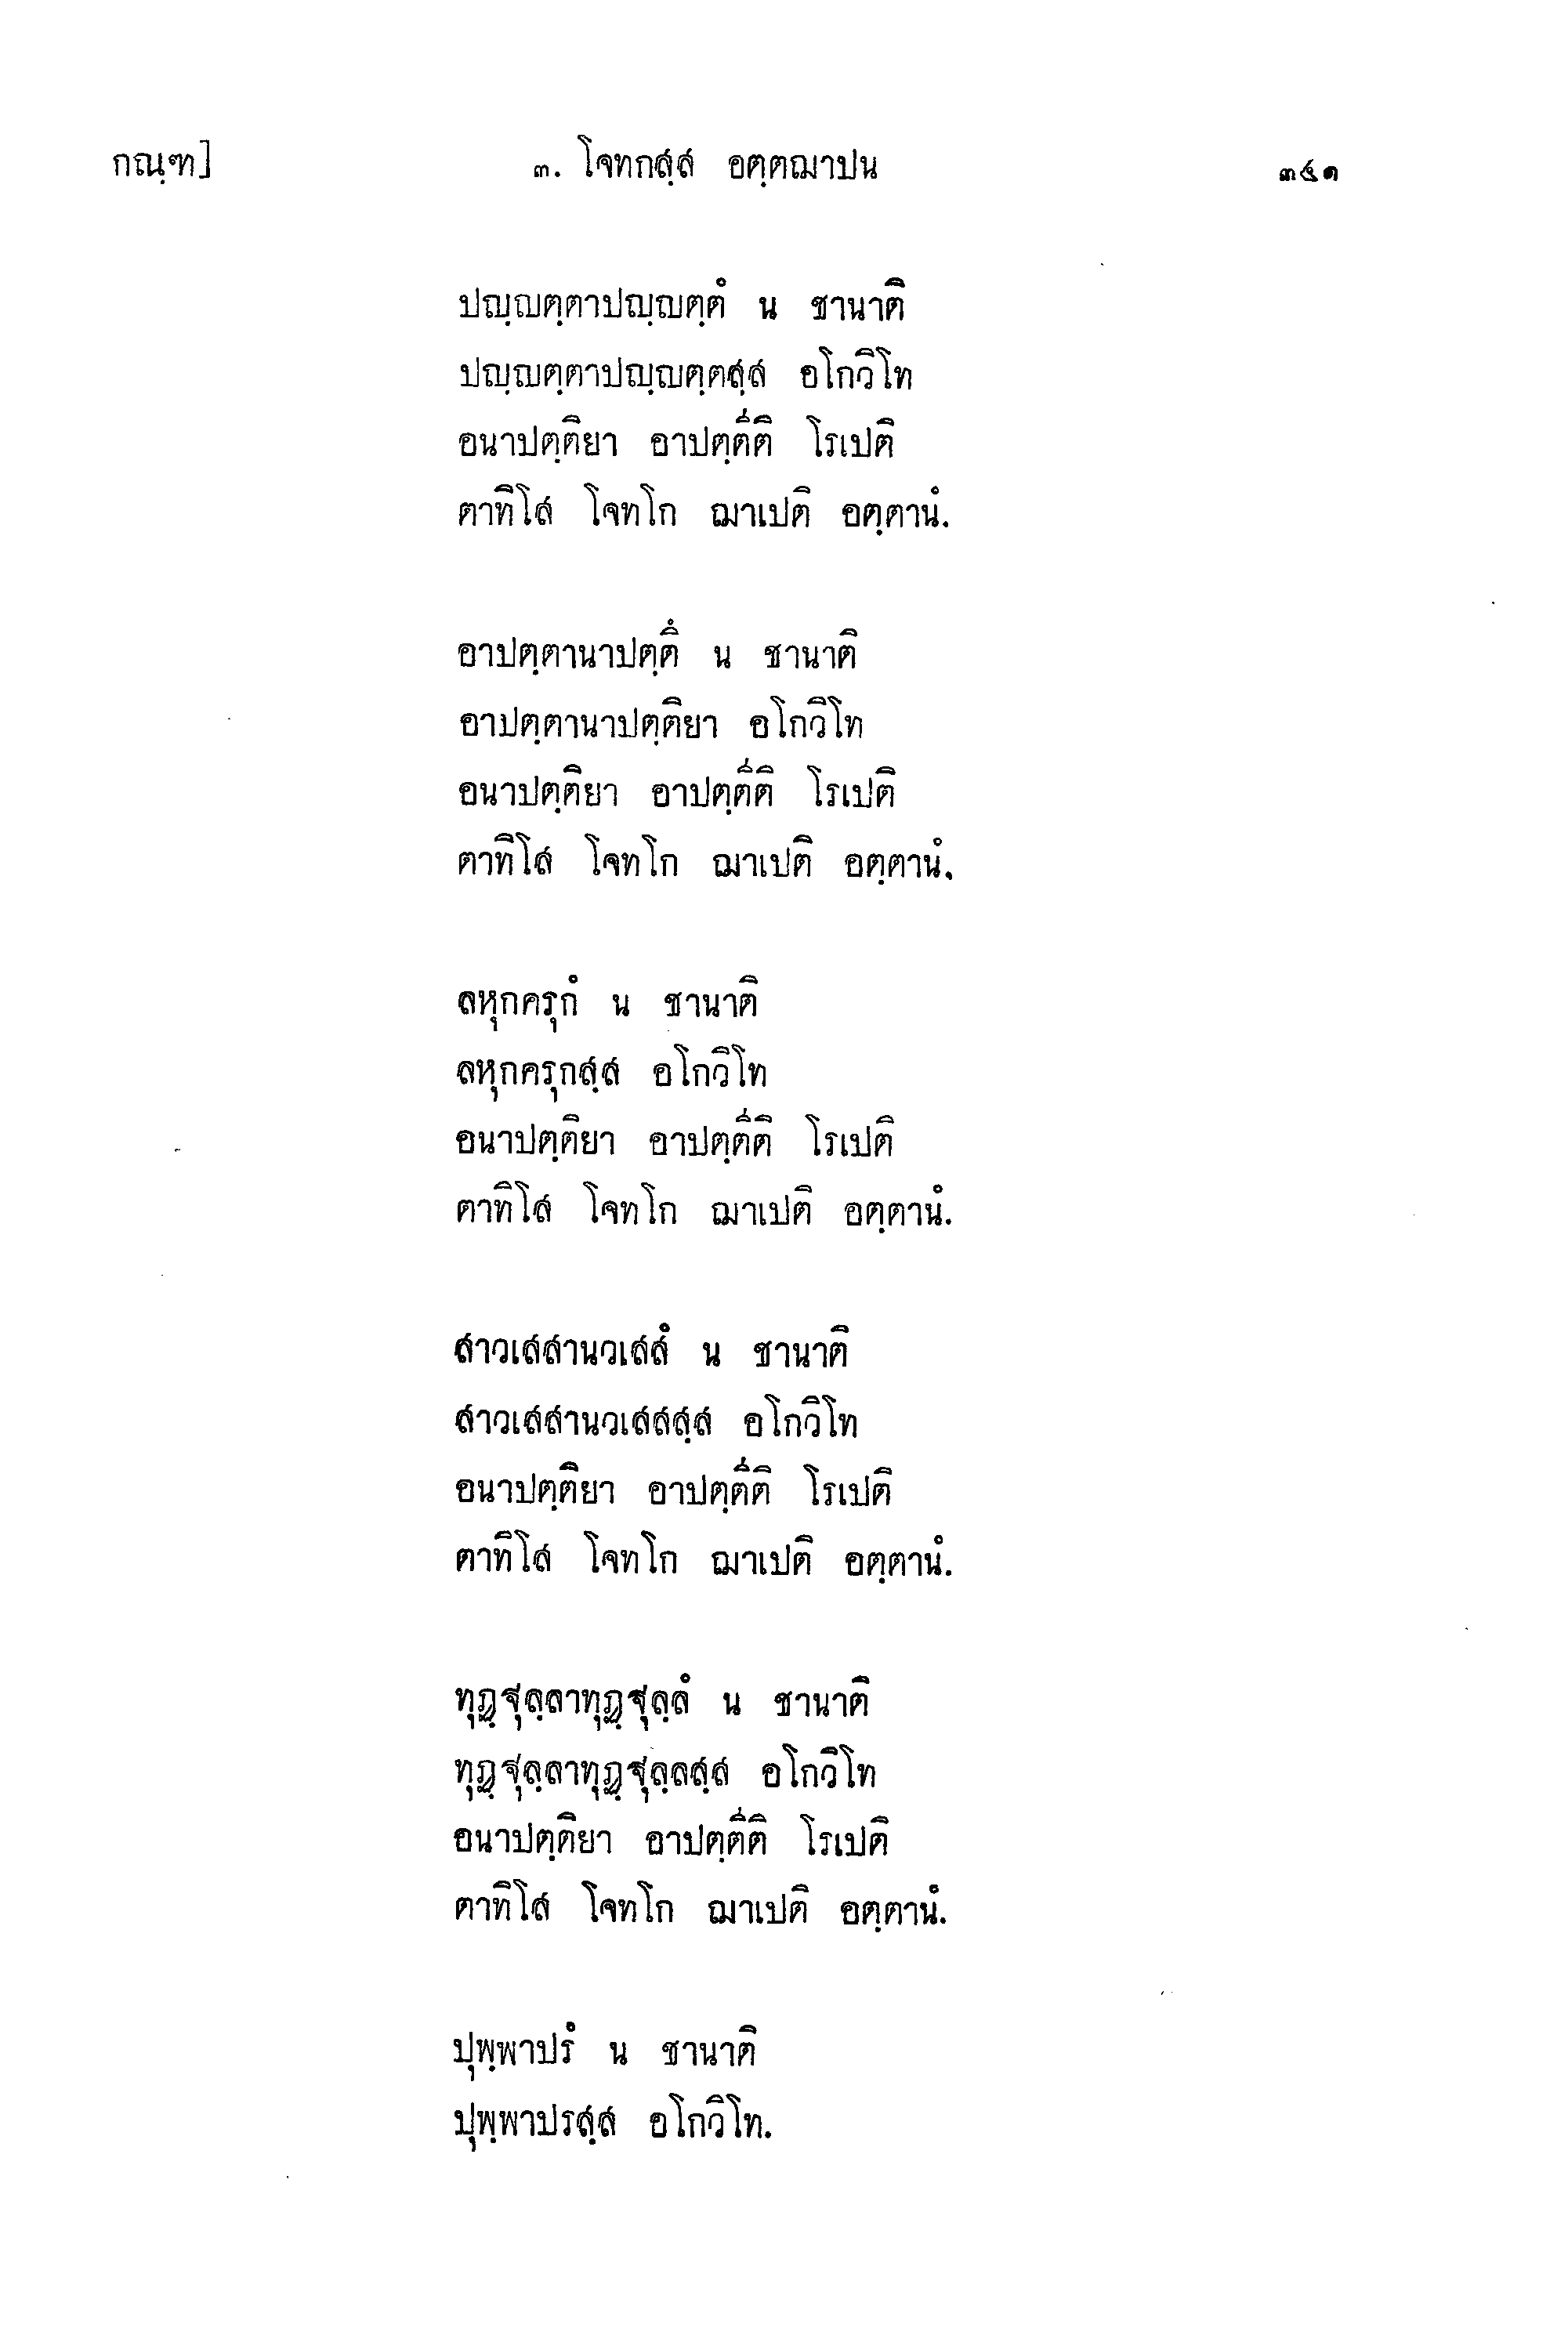 กณฺฑ] ๓. โจทกสฺส อตฺตฌาปน ๓๕๑
ปญฺญตฺตาปญฺญตฺตํ น ชานาติ
ปญฺญตฺตาปญฺญตฺตสฺส อโกวิโท
อนาปตฺติยา อาปตฺตีติ โรเปติ
ตาทิโส โจทโก ฌาเปติ อตฺตานํ.
อาปตฺตานาปตฺตึ น ชานาติ
อาปตฺตานาปตฺติยา อโกวิโท
อนาปตฺติยา อาปตฺตีติ โรเปติ
ตาทิโส โจทโก ฌาเปติ อตฺตานํ.
ลหุกครุกํ น ชานาติ
ลหุกครุกสฺส อโกวิโท
อนาปตฺติยา อาปตฺตีติ โรเปติ
ตาทิโส โจทโก ฌาเปติ อตฺตานํ.
สาวเสสานวเสสํ น ชานาติ
สาวเสสานวเสสสฺส อโกวิโท
อนาปตฺติยา อาปตฺตีติ โรเปติ
ตาทิโส โจทโก ฌาเปติ อตฺตานํ.
ทุฏฺฐุลฺลาทุฏฺฐุลฺลํ น ชานาติ
ทุฏฺฐุลฺลาทุฏฺฐุลฺลสฺส อโกวิโท
อนาปตฺติยา อาปตฺตีติ โรเปติ
ตาทิโส โจทโก ฌาเปติ อตฺตานํ.
ปุพฺพาปรํ น ชานาติ
ปุพฺพาปรสฺส อโกวิโท.